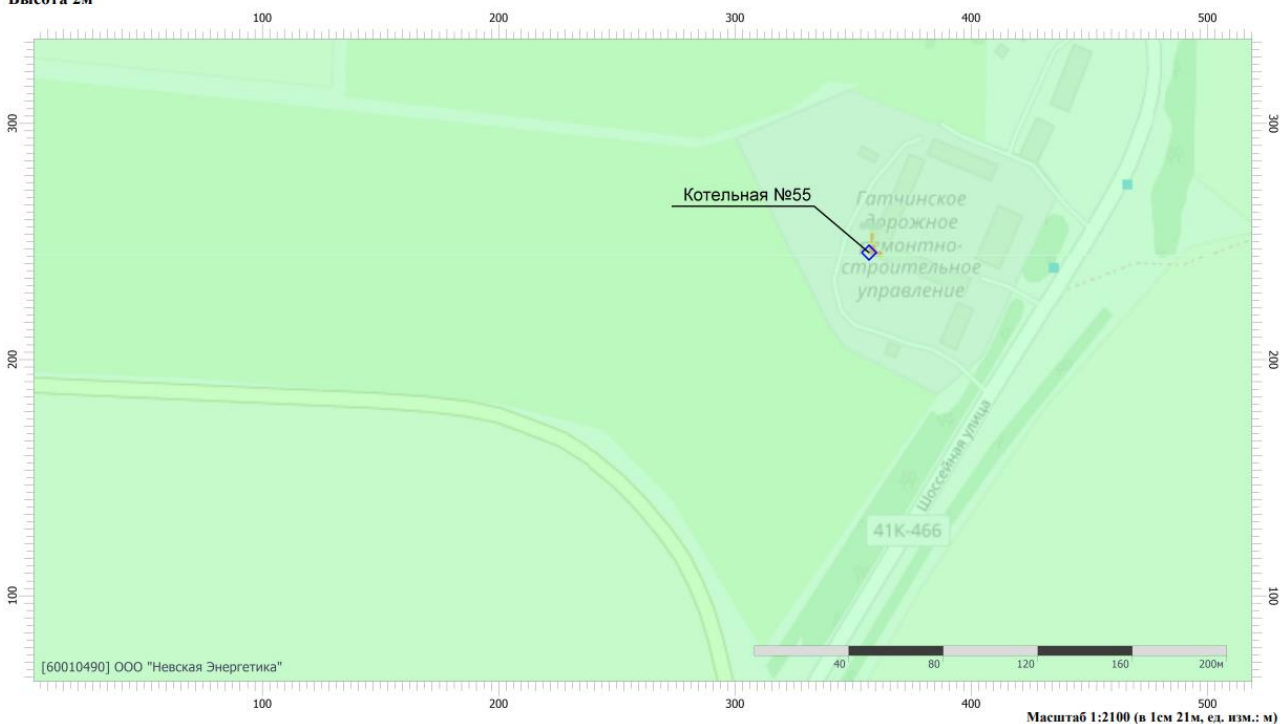 Высота 2м
100 200 300 400 500
300 300
Котельная №55
Гатчинское
дорожное
емонтно-
строительное
управление
200 200
Шоссейная улица
41К-466
100 100
[60010490] ООО "Невская Энергетика"
40 80 120 160 200м
100 200 300 400 500
Масштаб 1:2100 (в 1см 21м, ед. изм.: м)